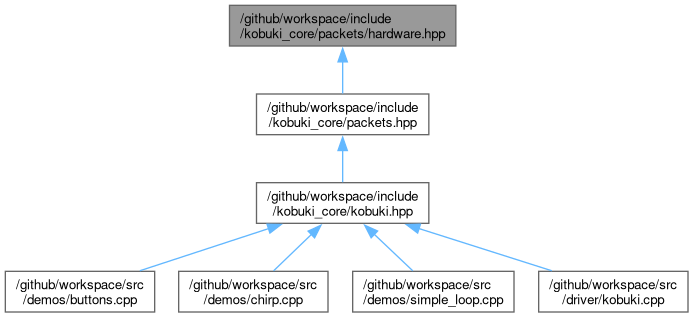 /github/workspace/include
/kobuki_core/packets/hardware.hpp
/github/workspace/include
/kobuki_core/packets.hpp
/github/workspace/include
/kobuki_core/kobuki.hpp
/github/workspace/src
/demos/buttons.cpp
/github/workspace/src
/demos/chirp.cpp
/github/workspace/src
/demos/simple_loop.cpp
/github/workspace/src
/driver/kobuki.cpp